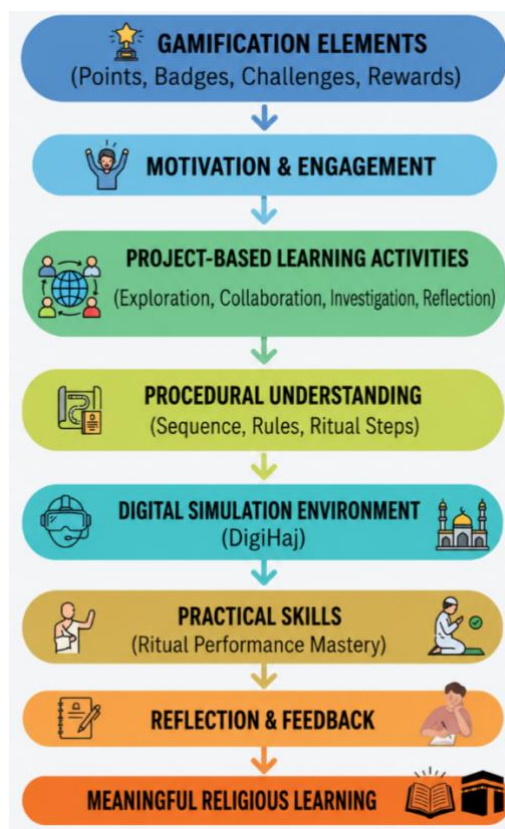 GAMIFICATION ELEMENTS
(Points, Badges, Challenges, Rewards)
MOTIVATION & ENGAGEMENT
PROJECT-BASED LEARNING ACTIVITIES
(Exploration, Collaboration, Investigation, Reflection)
PROCEDURAL UNDERSTANDING
(Sequence, Rules, Ritual Steps)
DIGITAL SIMULATION ENVIRONMENT
(DigiHaj)
PRACTICAL SKILLS
(Ritual Performance Mastery)
REFLECTION & FEEDBACK
MEANINGFUL RELIGIOUS LEARNING